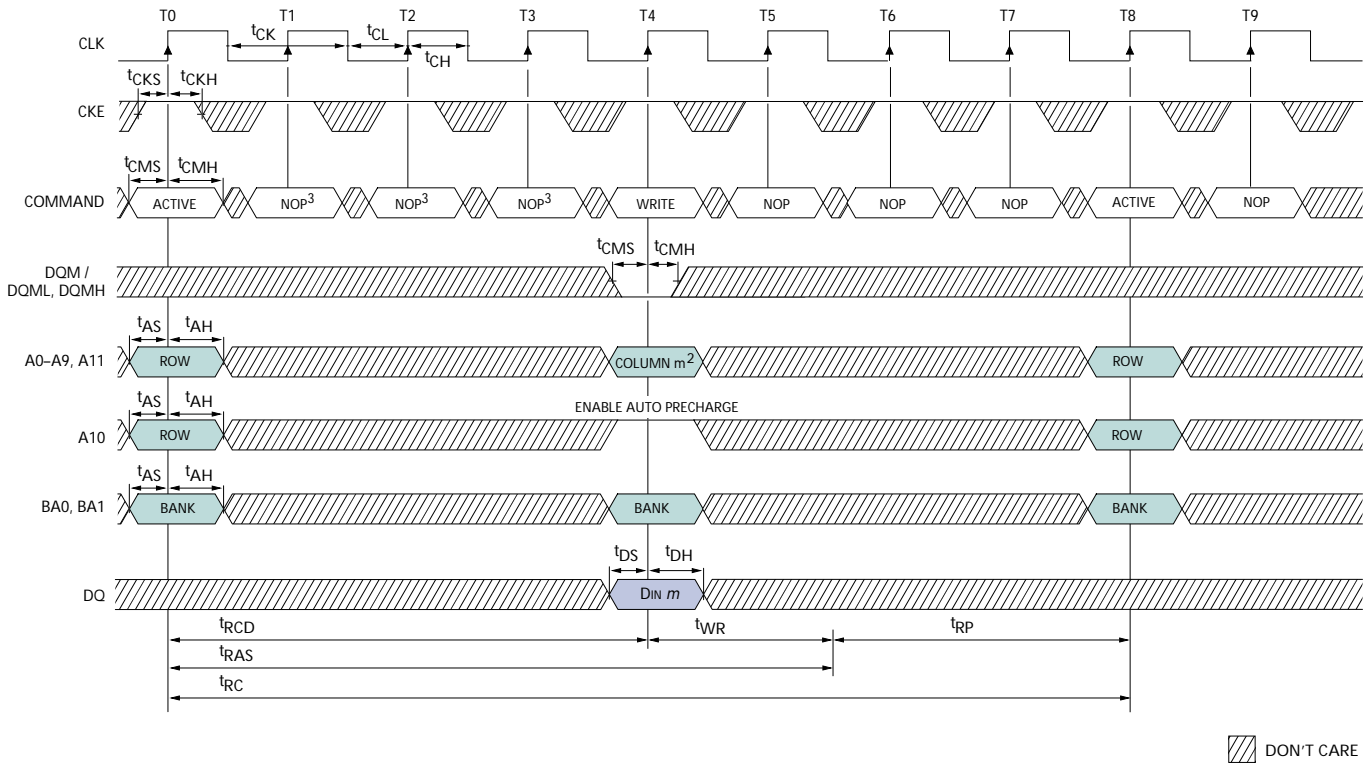 T0 T1 T2 T3 T4 T5 T6 T7 T8 T9
CLK
tCK tCL
tCH
tCKS tCKH
CKE
tCMS tCMH
COMMAND ACTIVE NOP3 NOP3 NOP3 WRITE NOP NOP NOP ACTIVE NOP
tCMS tCMH
DQM /
DQML, DQMH
tAS tAH
A0–A9, A11 ROW COLUMN m2 ROW
tAS tAH
ENABLE AUTO PRECHARGE
A10 ROW ROW
tAS tAH
BA0, BA1 BANK BANK BANK
tDS tDH
DQ DIN m
tRCD tWR tRP
tRAS
tRC
DON'T CARE